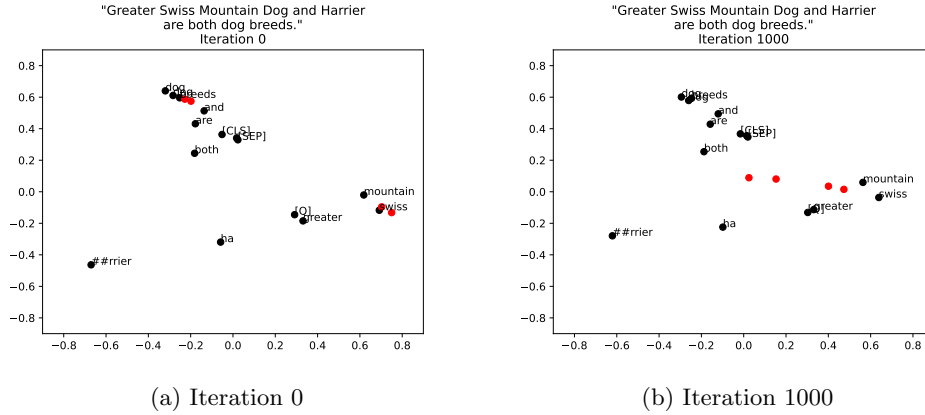 "Greater Swiss Mountain Dog and Harrier
are both dog breeds."
Iteration 0
0.8
0.6
0.4
0.2
0.0
−0.2
−0.4
−0.6
−0.8
−0.8 −0.6 −0.4 −0.2 0.0 0.2 0.4 0.6 0.8
dog
breeds
and
are
[CLS]
[SEP]
both
mountain
swiss
[Q]
greater
ha
##rrier
(a) Iteration 0
"Greater Swiss Mountain Dog and Harrier
are both dog breeds."
Iteration 1000
0.8
0.6
0.4
0.2
0.0
−0.2
−0.4
−0.6
−0.8
−0.8 −0.6 −0.4 −0.2 0.0 0.2 0.4 0.6 0.8
dog
breeds
dog
and
are
[CLS]
[SEP]
both
mountain
swiss
greater
ha
##rrier
(b) Iteration 1000